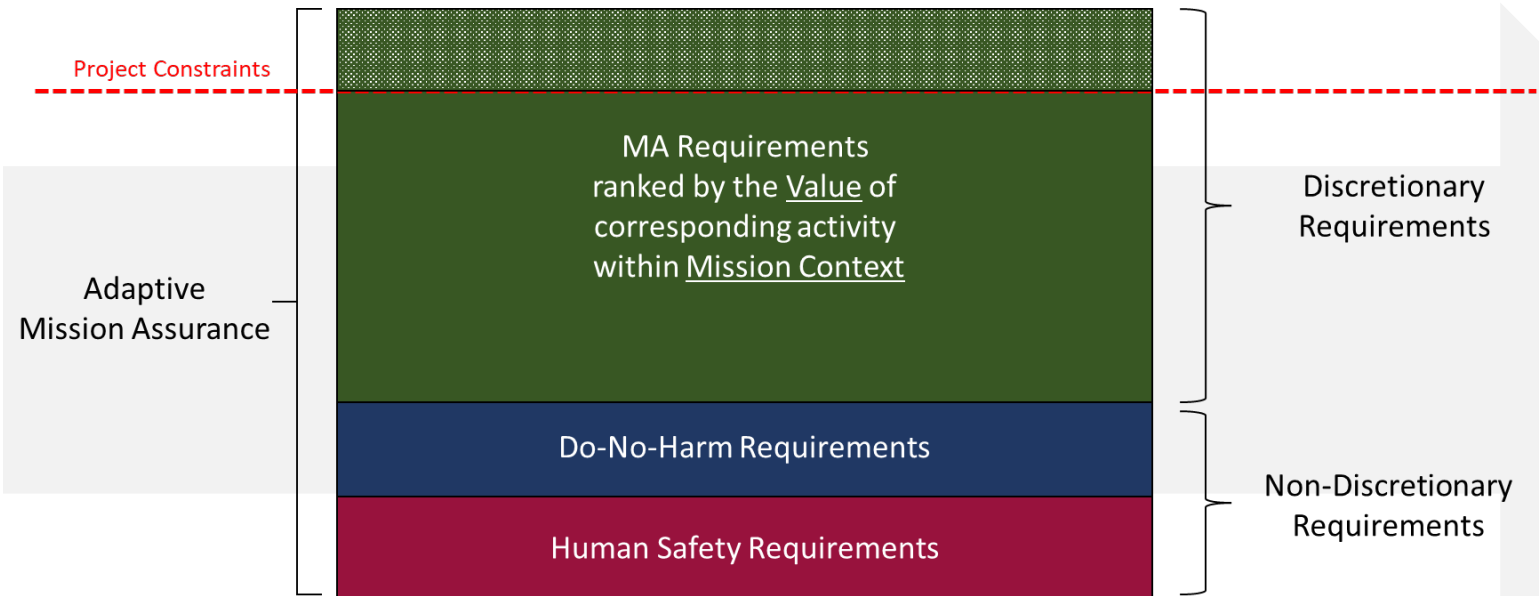 Project Constraints
MA Requirements
ranked by the Value of
corresponding activity
within Mission Context
Discretionary
Requirements
Adaptive
Mission Assurance
Do-No-Harm Requirements
Non-Discretionary
Requirements
Human Safety Requirements